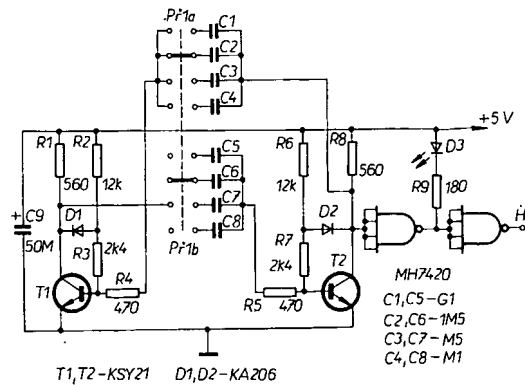 Př1a
C1
C2
C3
C4
+5V
R1
R2
R6
R8
D3
560
12k
C5
C6
C7
C8
12k
560
R9
180
+
C9
50M
D1
R3
2k4
R4
470
T1
Př1b
R7
2k4
D2
R5
470
T2
H
MH7420
C1,C5-G1
C2,C6-1M5
C3,C7-M5
C4,C8-M1
T1,T2-KSY21 D1,D2-KA206